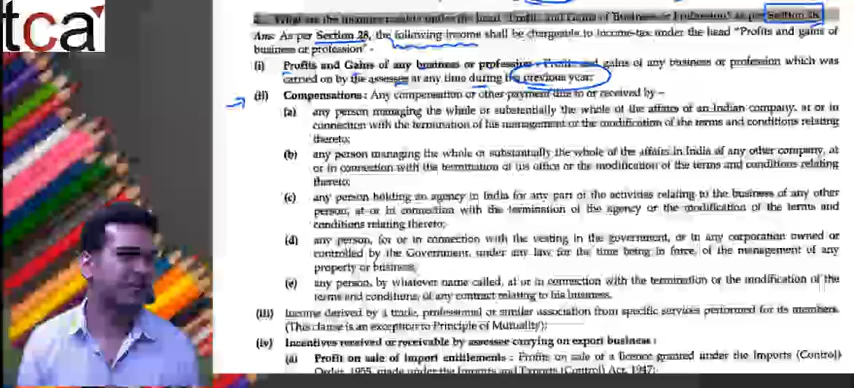 tca
2. What are the incomes taxable under the head "Profit and Gains of Business or Profession" as per Section 28.
Ans: As per Section 28, the following income shall be chargeable to income-tax under the head "Profits and gains of
business or profession" -
(i) Profits and Gains of any business or profession - Profits and gains of any business or profession which was
carried on by the assessee at any time during the previous year;
(ii) Compensations: Any compensation or other payment due to or received by –
(a) any person managing the whole or substantially the whole of the affairs of an Indian company, at or in
connection with the termination of his management or the modification of the terms and conditions relating
thereto;
(b) any person managing the whole or substantially the whole of the affairs in India of any other company, at
or in connection with the termination of his office or the modification of the terms and conditions relating
thereto;
(c) any person holding an agency in India for any part of the activities relating to the business of any other
person, at or in connection with the termination of the agency or the modification of the terms and
conditions relating thereto;
(d) any person, for or in connection with the vesting in the government, or in any corporation owned or
controlled by the Government, under any law for the time being in force, of the management of any
property or business;
(e) any person, by whatever name called, at or in connection with the termination or the modification of the
terms and conditions, of any contract relating to his business.
(iii) Income derived by a trade, professional or similar association from specific services performed for its members.
(This clause is an exception to Principle of Mutuality);
(iv) Incentives received or receivable by assessee carrying on export business :
(a) Profit on sale of import entitlements : Profits on sale of a licence granted under the Imports (Control)
Order, 1955, made under the Imports and Exports (Control) Act, 1947;